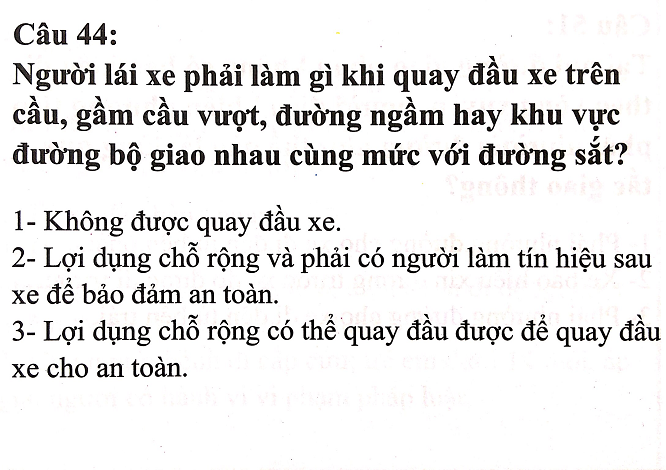 Câu 44:
Người lái xe phải làm gì khi quay đầu xe trên
cầu, gầm cầu vượt, đường ngầm hay khu vực
đường bộ giao nhau cùng mức với đường sắt?
1- Không được quay đầu xe.
2- Lợi dụng chỗ rộng và phải có người làm tín hiệu sau
xe để bảo đảm an toàn.
3- Lợi dụng chỗ rộng có thể quay đầu được để quay đầu
xe cho an toàn.